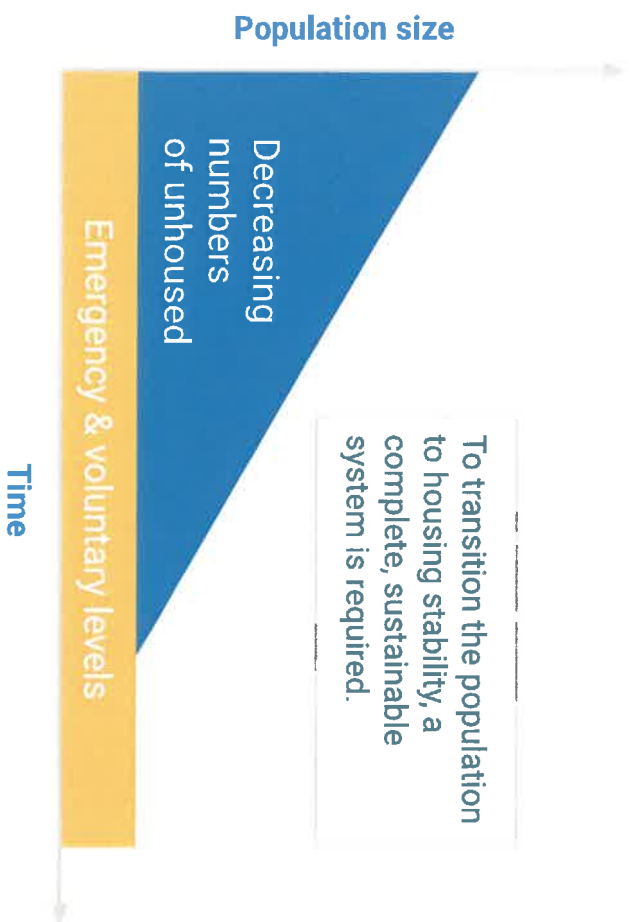 Population size
Decreasing
numbers
of unhoused
To transition the population
to housing stability, a
complete, sustainable
system is required.
Emergency & voluntary levels
Time